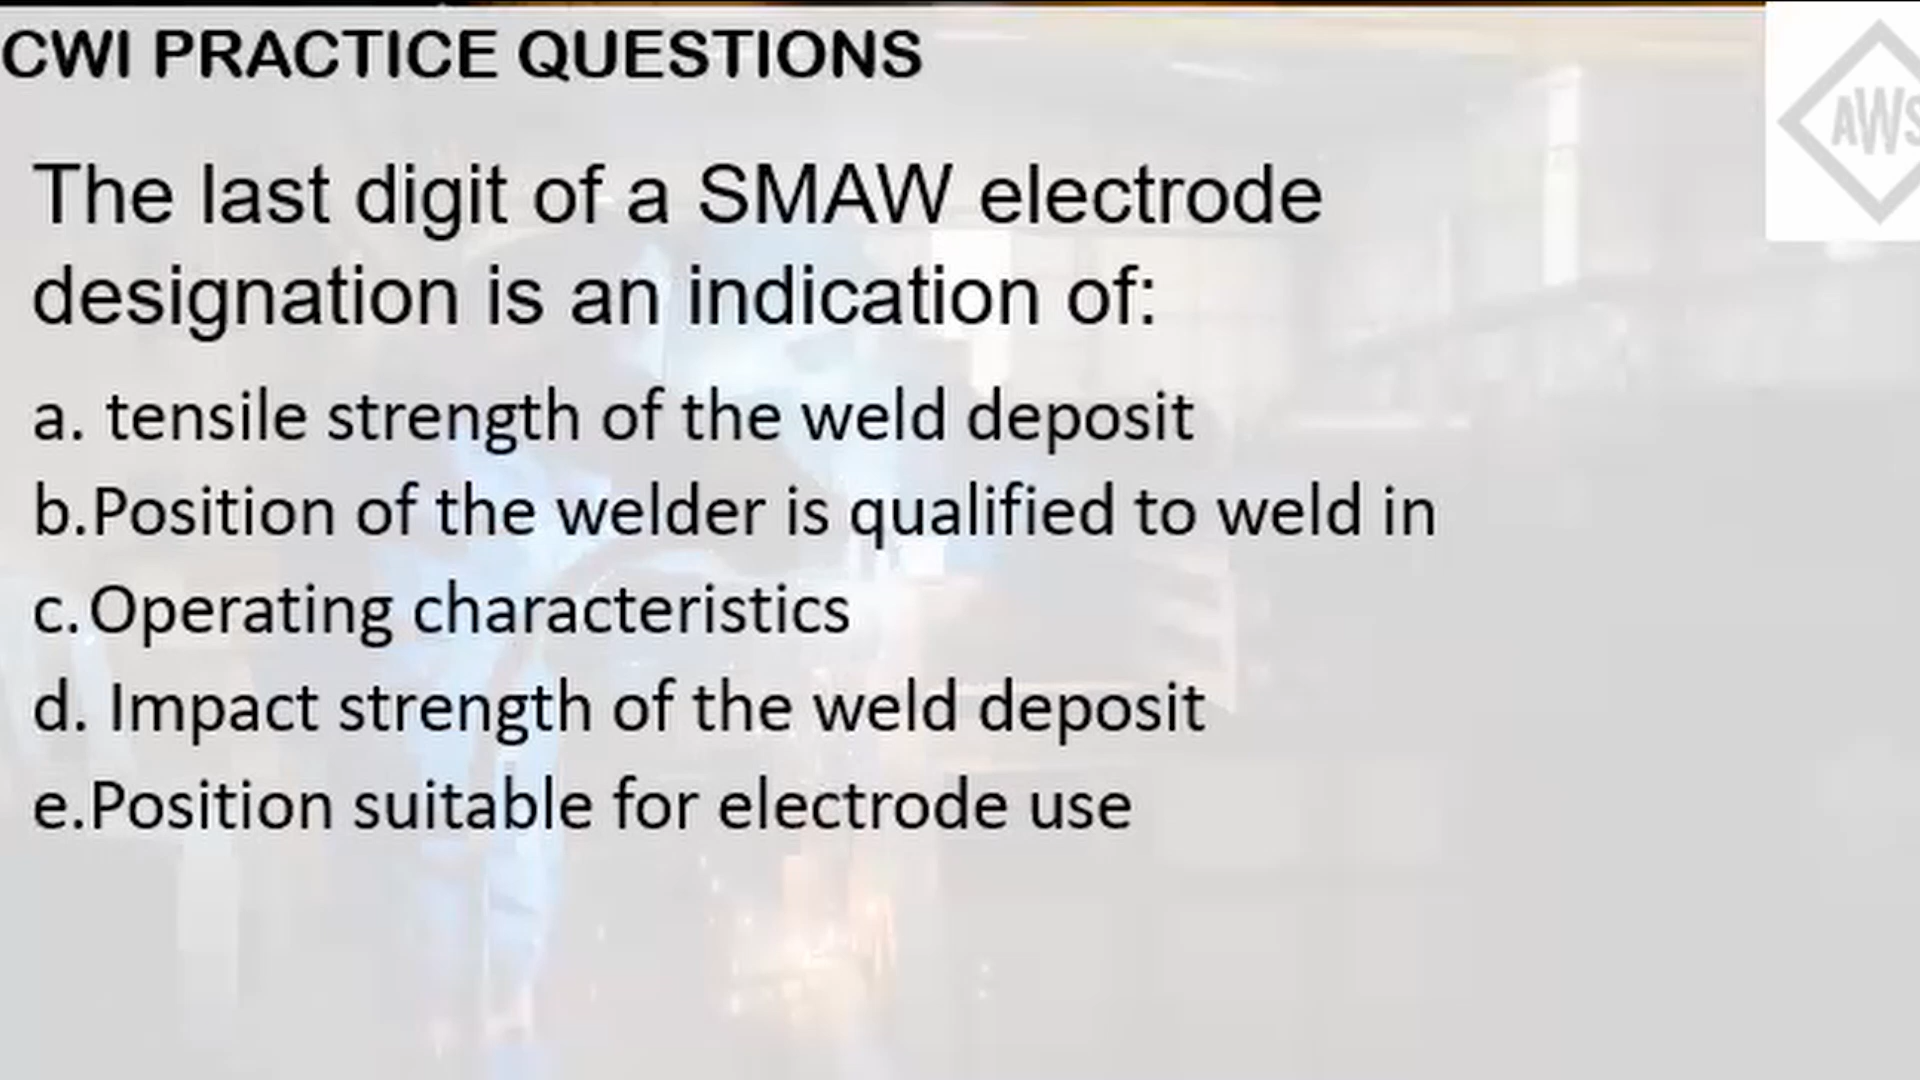 CWI PRACTICE QUESTIONS
AWS
The last digit of a SMAW electrode
designation is an indication of:
a. tensile strength of the weld deposit
b.Position of the welder is qualified to weld in
c.Operating characteristics
d. Impact strength of the weld deposit
e.Position suitable for electrode use